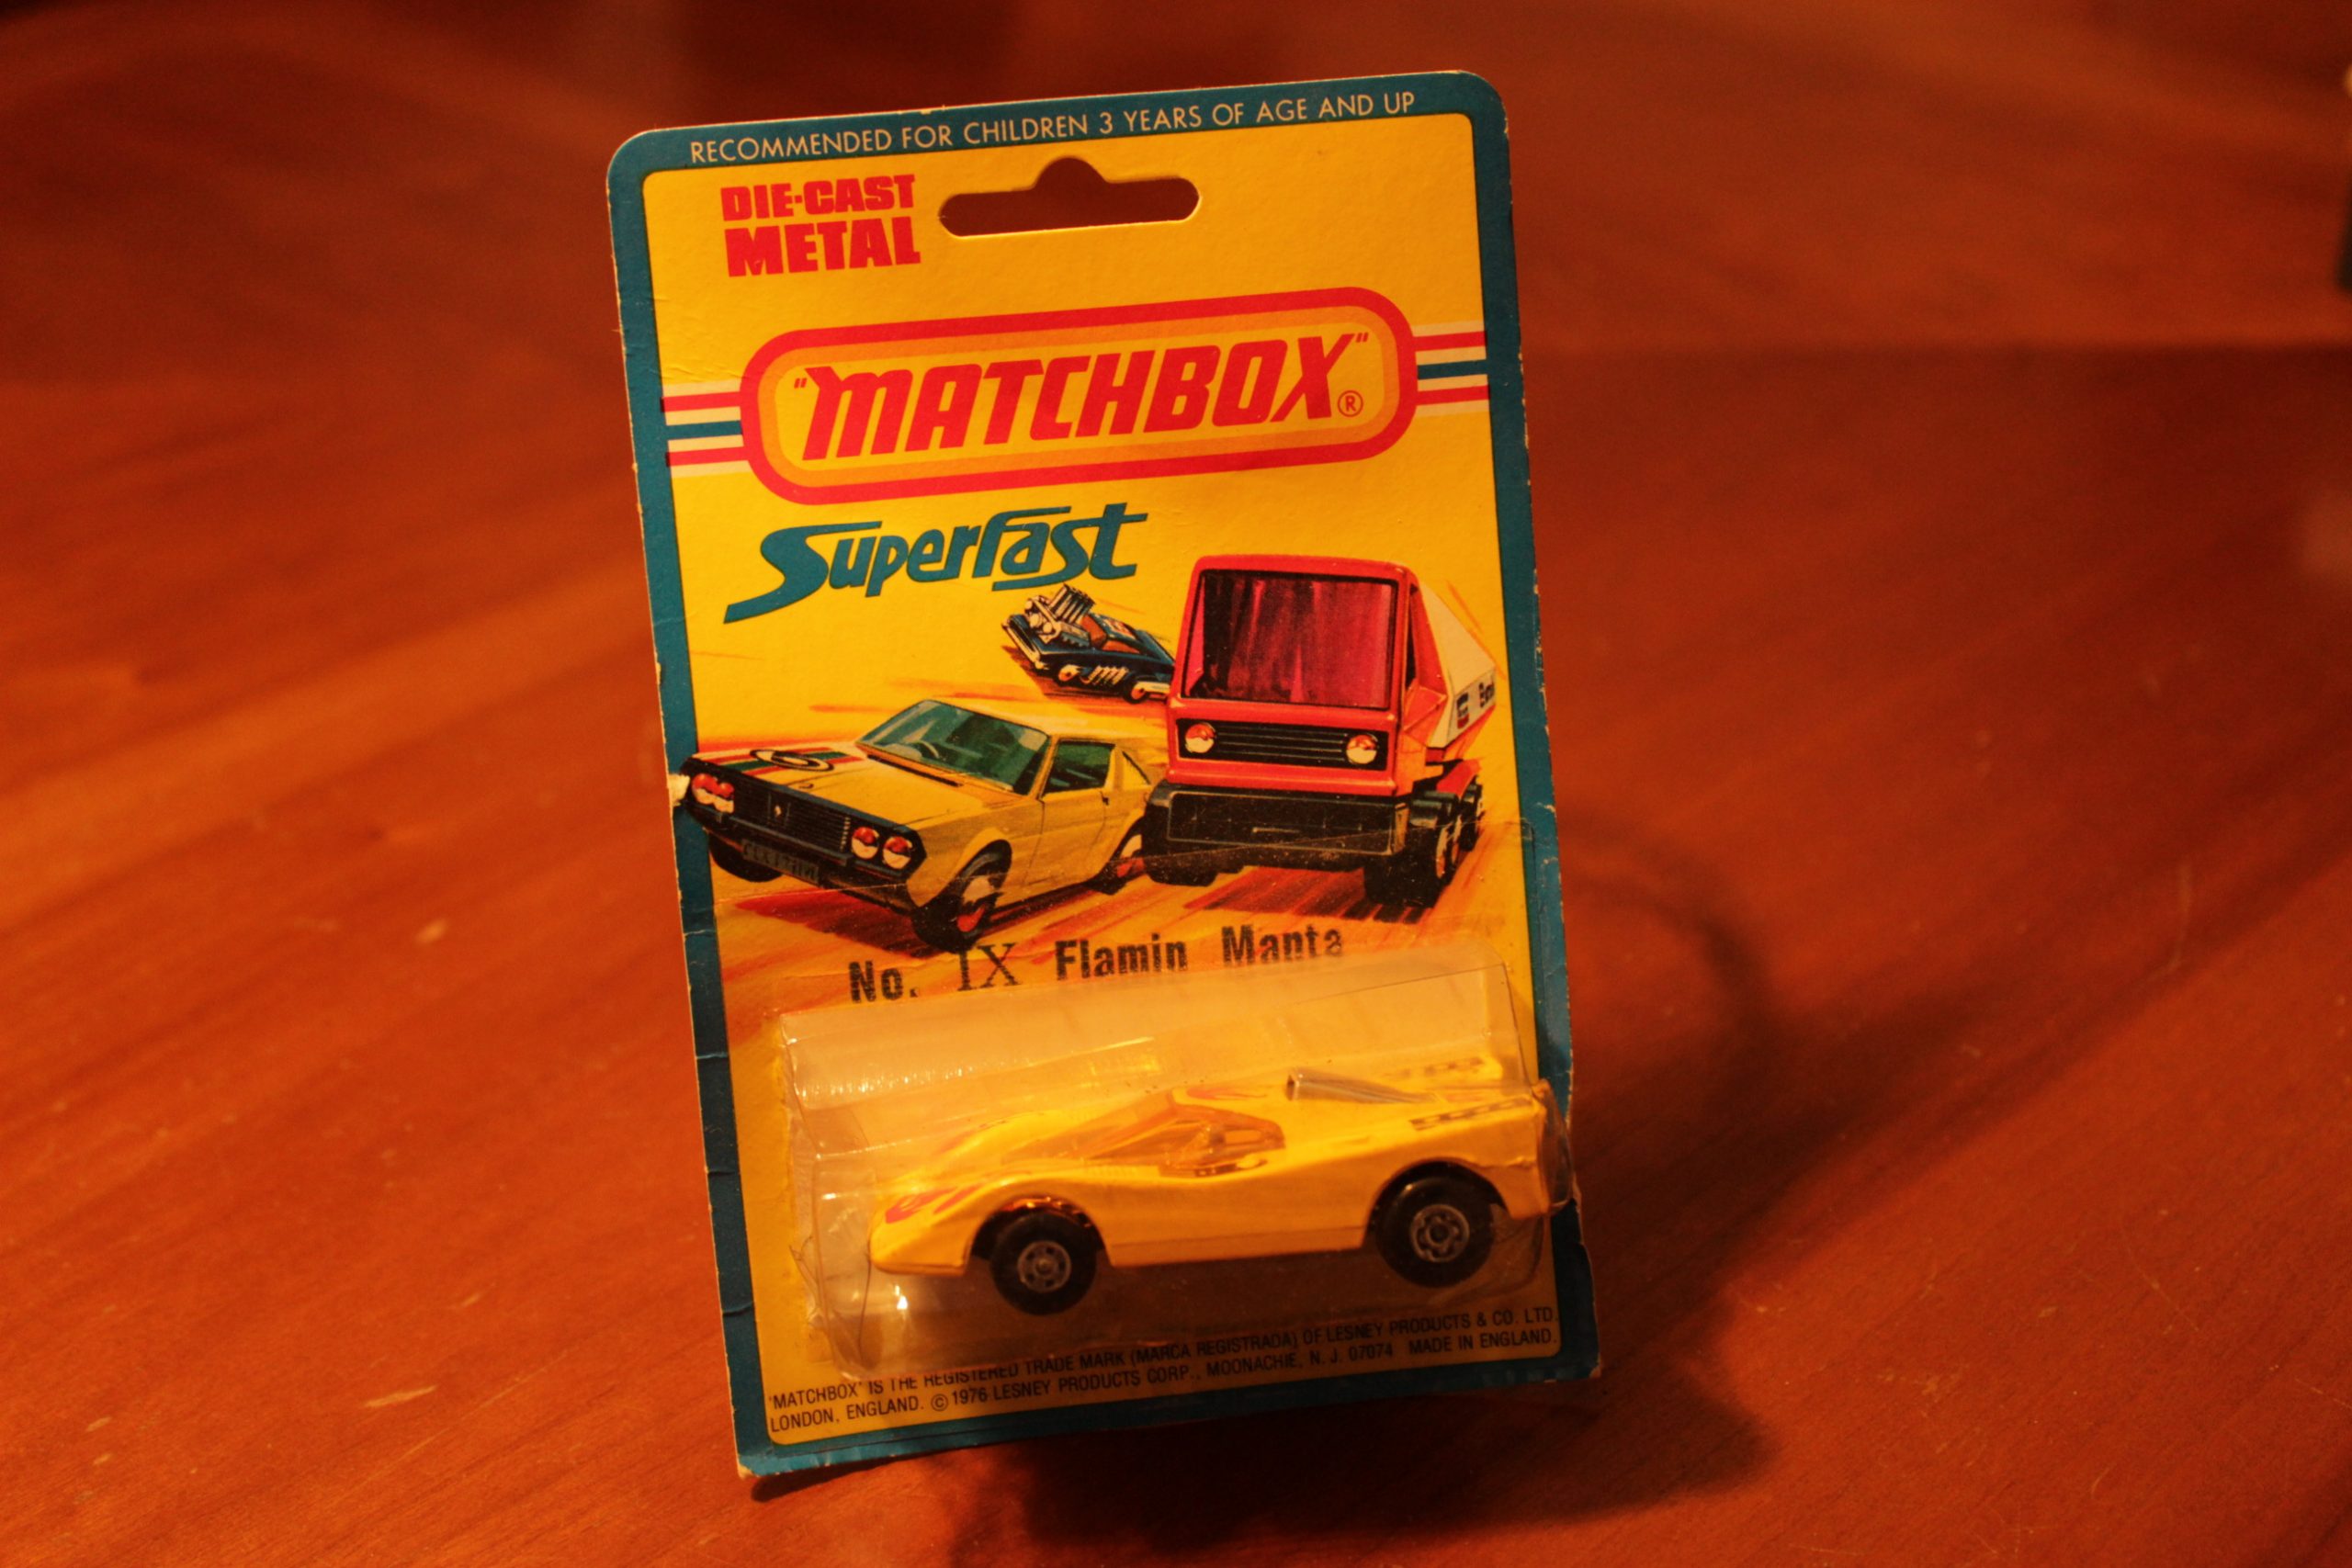 RECOMMENDED FOR CHILDREN 3 YEARS OF AGE AND UP
DIE-CAST
METAL
"MATCHBOX"®
Superfast
No. IX Flamin Manta
'MATCHBOX' IS THE REGISTERED TRADE MARK (MARCA REGISTRADA) OF LESNEY PRODUCTS & CO. LTD.
LONDON, ENGLAND. © 1976 LESNEY PRODUCTS CORP., MOONACHIE, N. J. 07074 MADE IN ENGLAND.